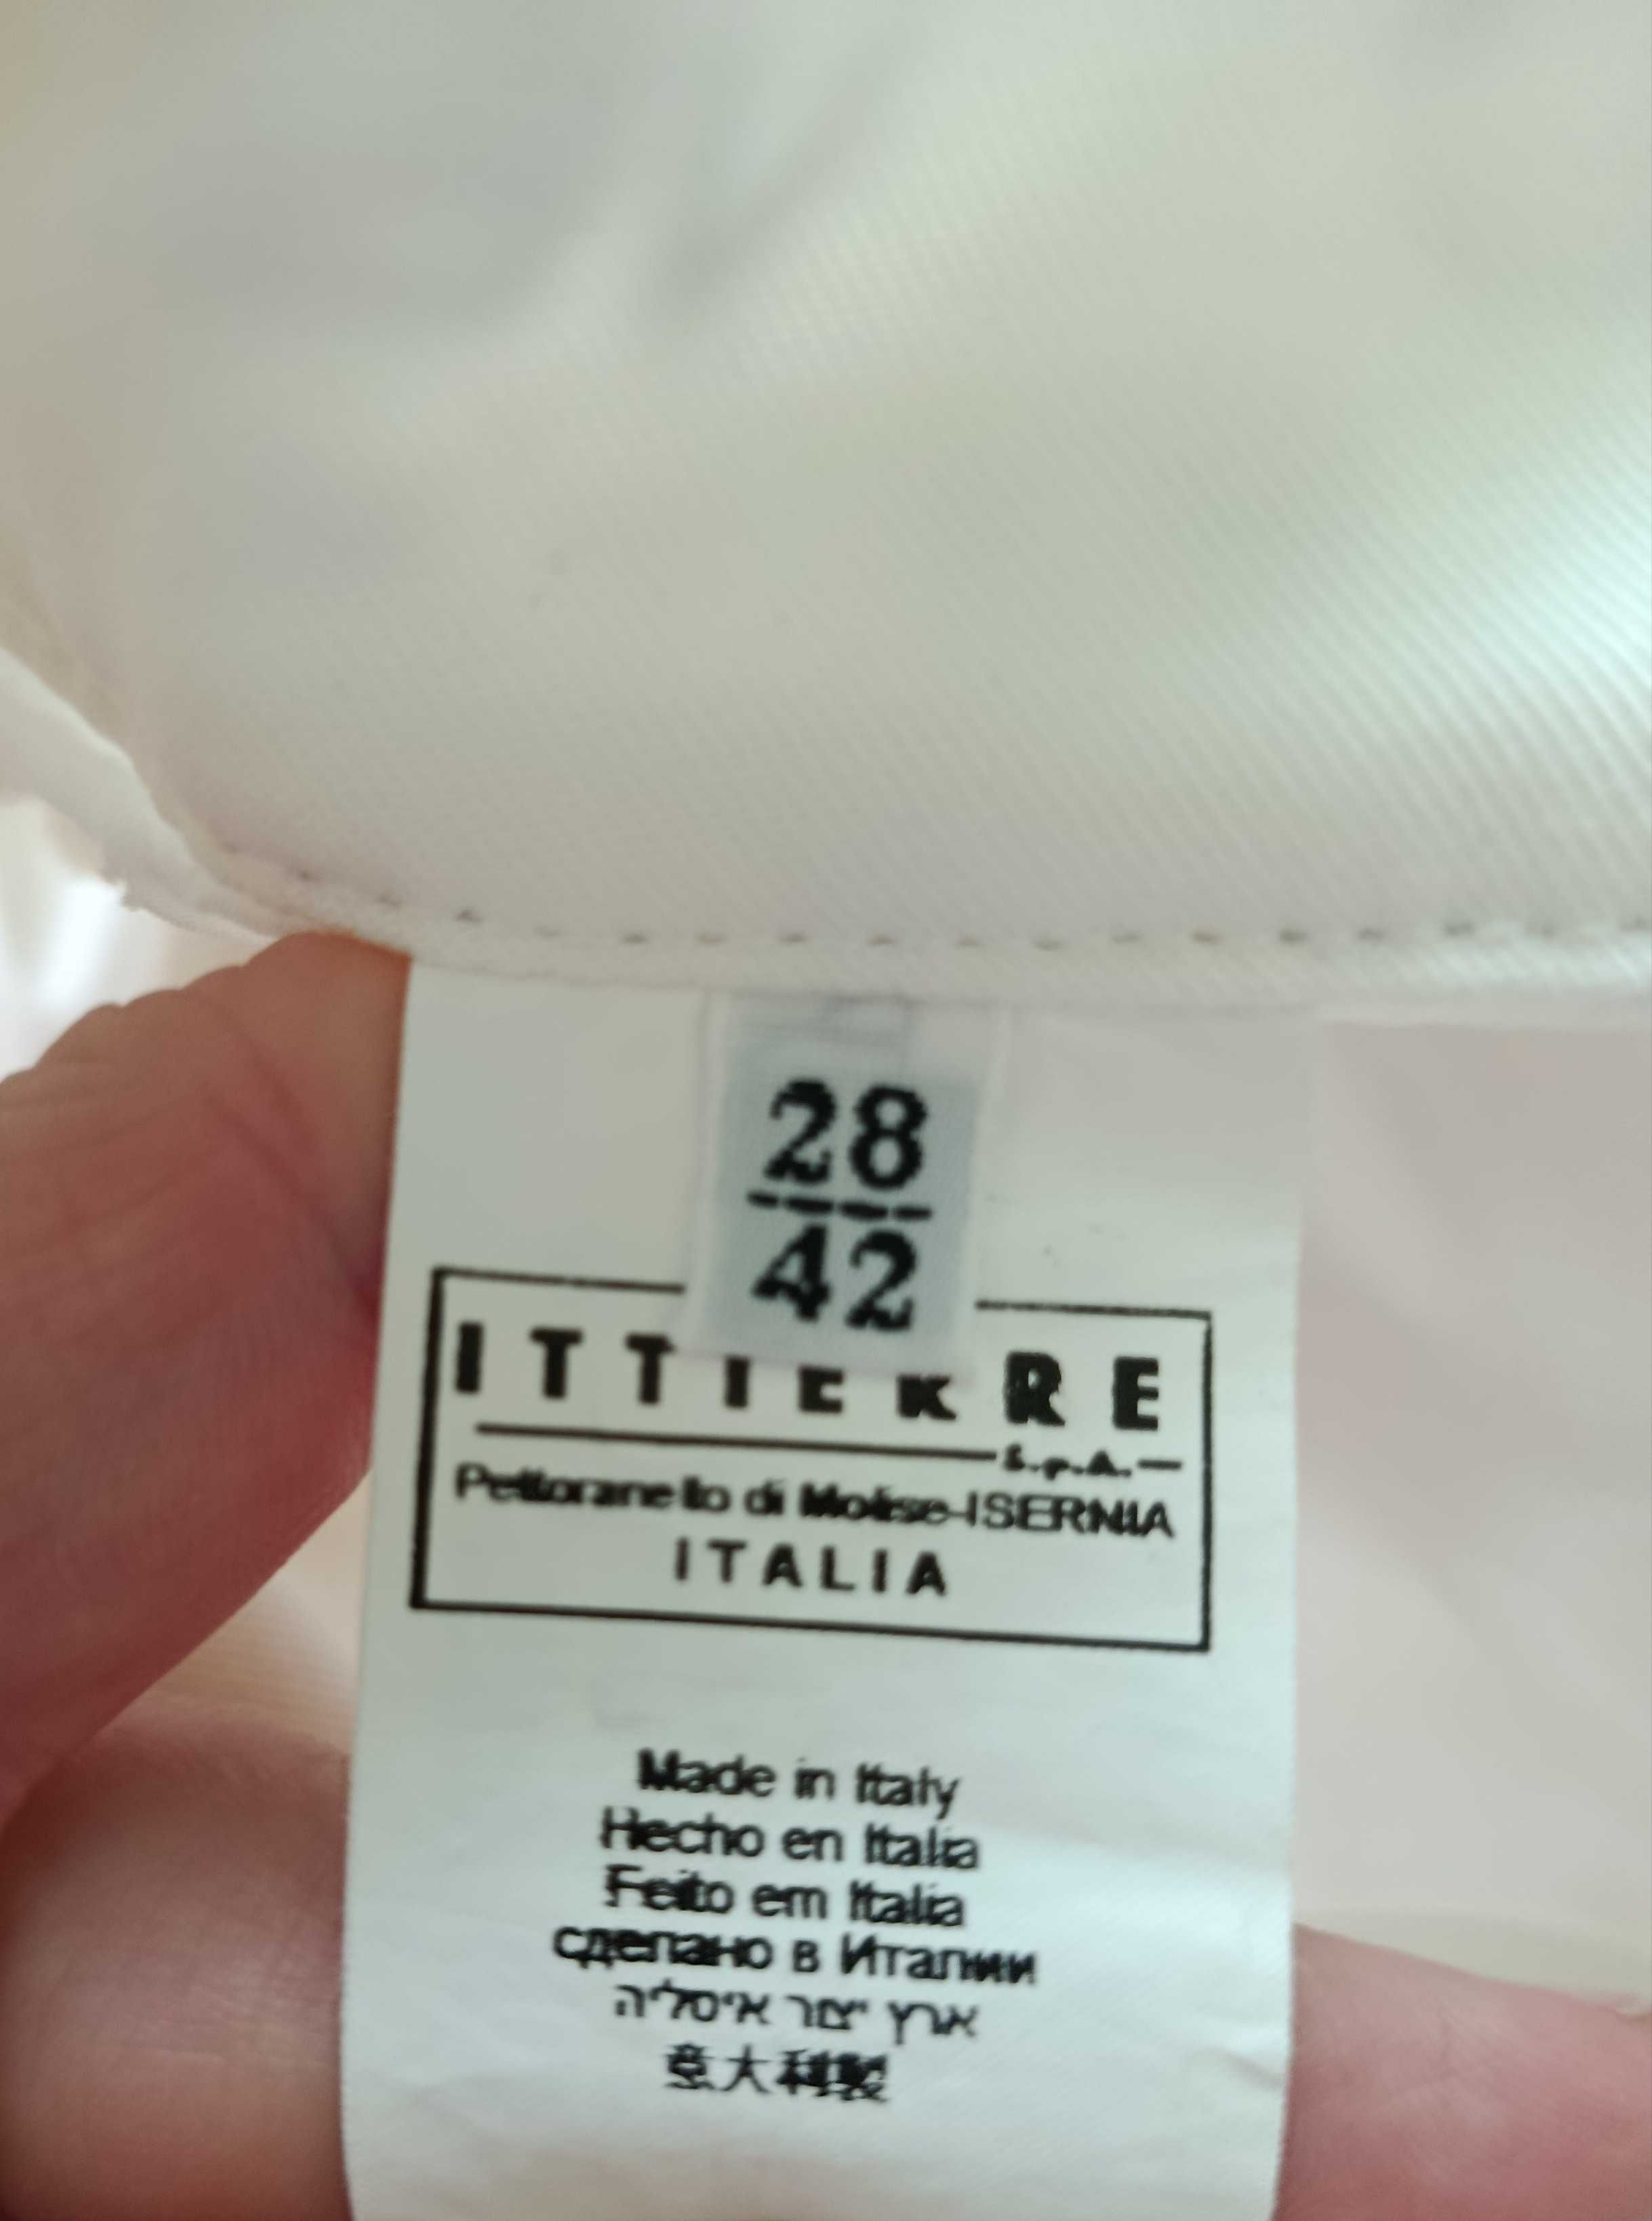 28
42
ITTIERRE
S.p.A.
Pettoranello di Molise-ISERNIA
ITALIA
Made in Italy
Hecho en Italia
Feito em Italia
сделано в Италии
ארץ יצור איטליה
意大利製